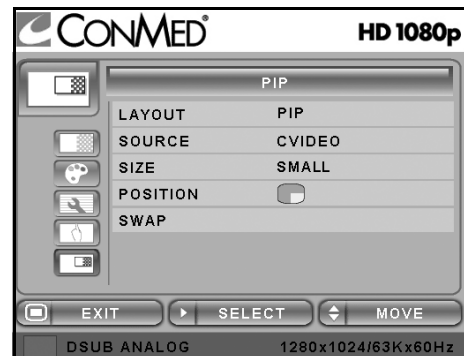 CONMED®
HD 1080p
PIP
LAYOUT PIP
SOURCE CVIDEO
SIZE SMALL
POSITION
SWAP
EXIT SELECT MOVE
DSUB ANALOG 1280x1024/63Kx60Hz